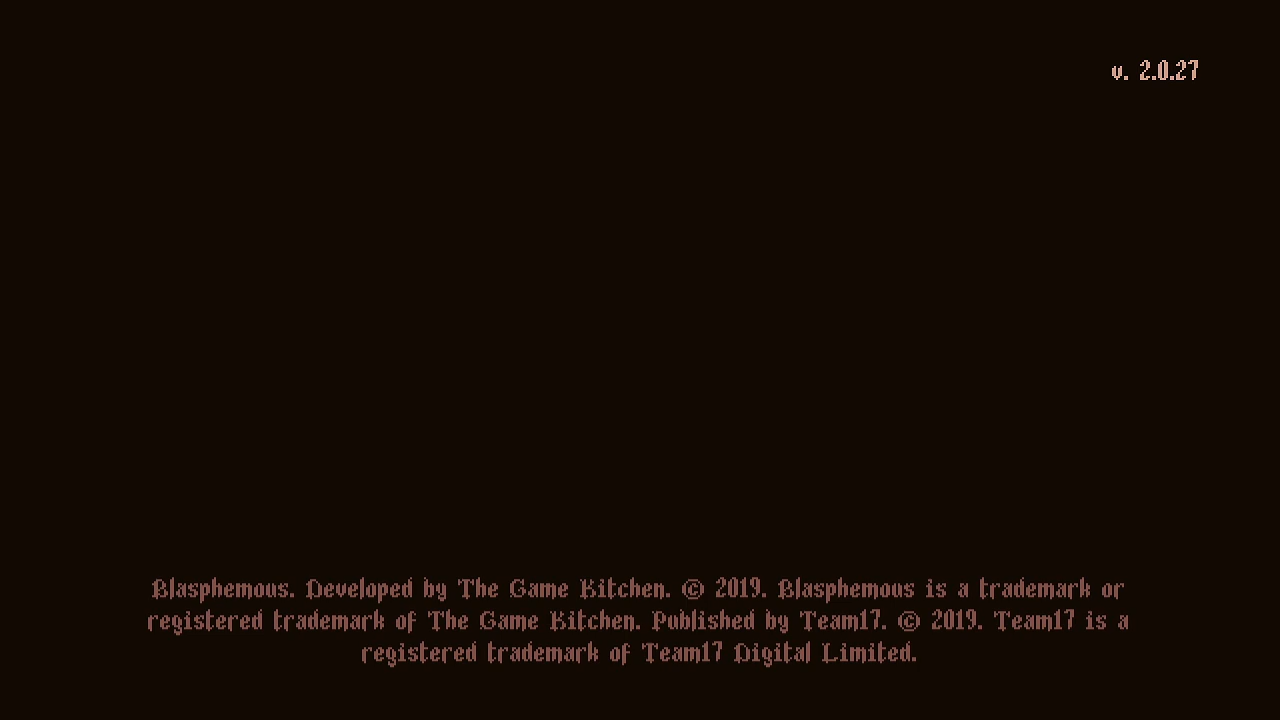 v. 2.0.27
Blasphemous. Developed by The Game Kitchen. © 2019. Blasphemous is a trademark or
registered trademark of The Game Kitchen. Published by Team17. © 2019. Team17 is a
registered trademark of Team17 Digital Limited.